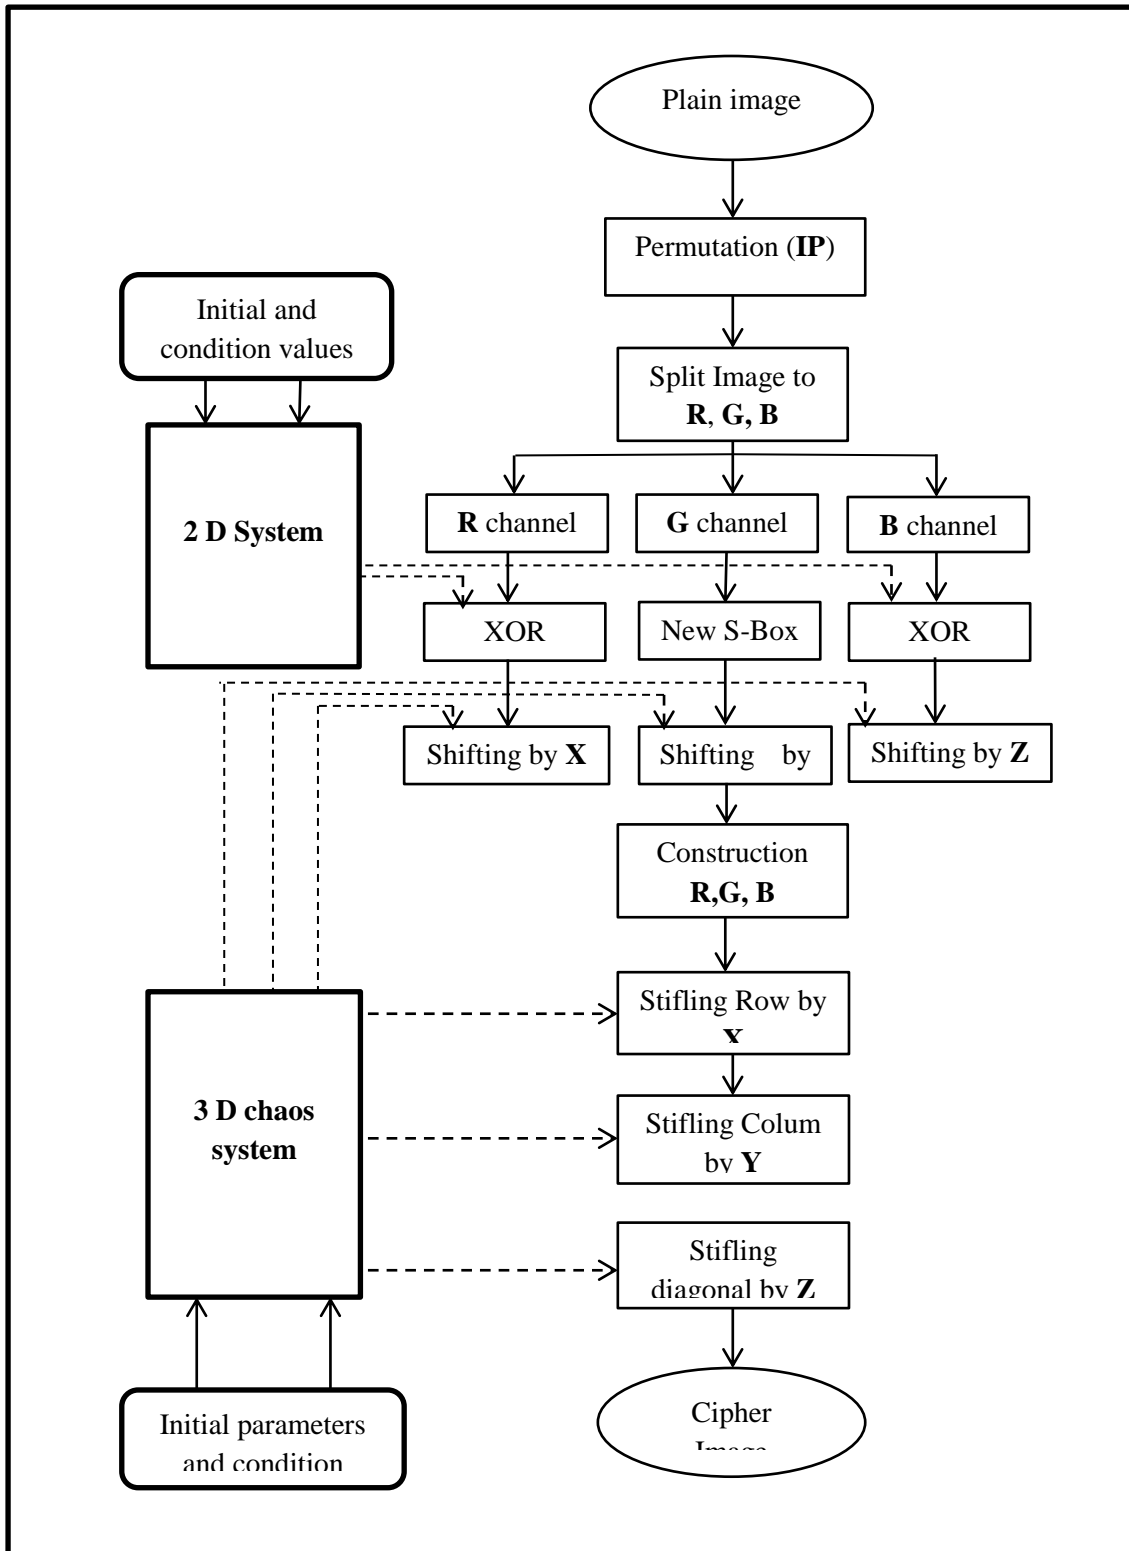 Plain image
Permutation (IP)
Initial and
condition values
Split Image to
R, G, B
2 D System
R channel
G channel
B channel
XOR
New S-Box
XOR
Shifting by X
Shifting by
Shifting by Z
Construction
R,G, B
Stifling Row by
X
3 D chaos
system
Stifling Colum
by Y
Stifling
diagonal by Z
Initial parameters
and condition
Cipher
Image